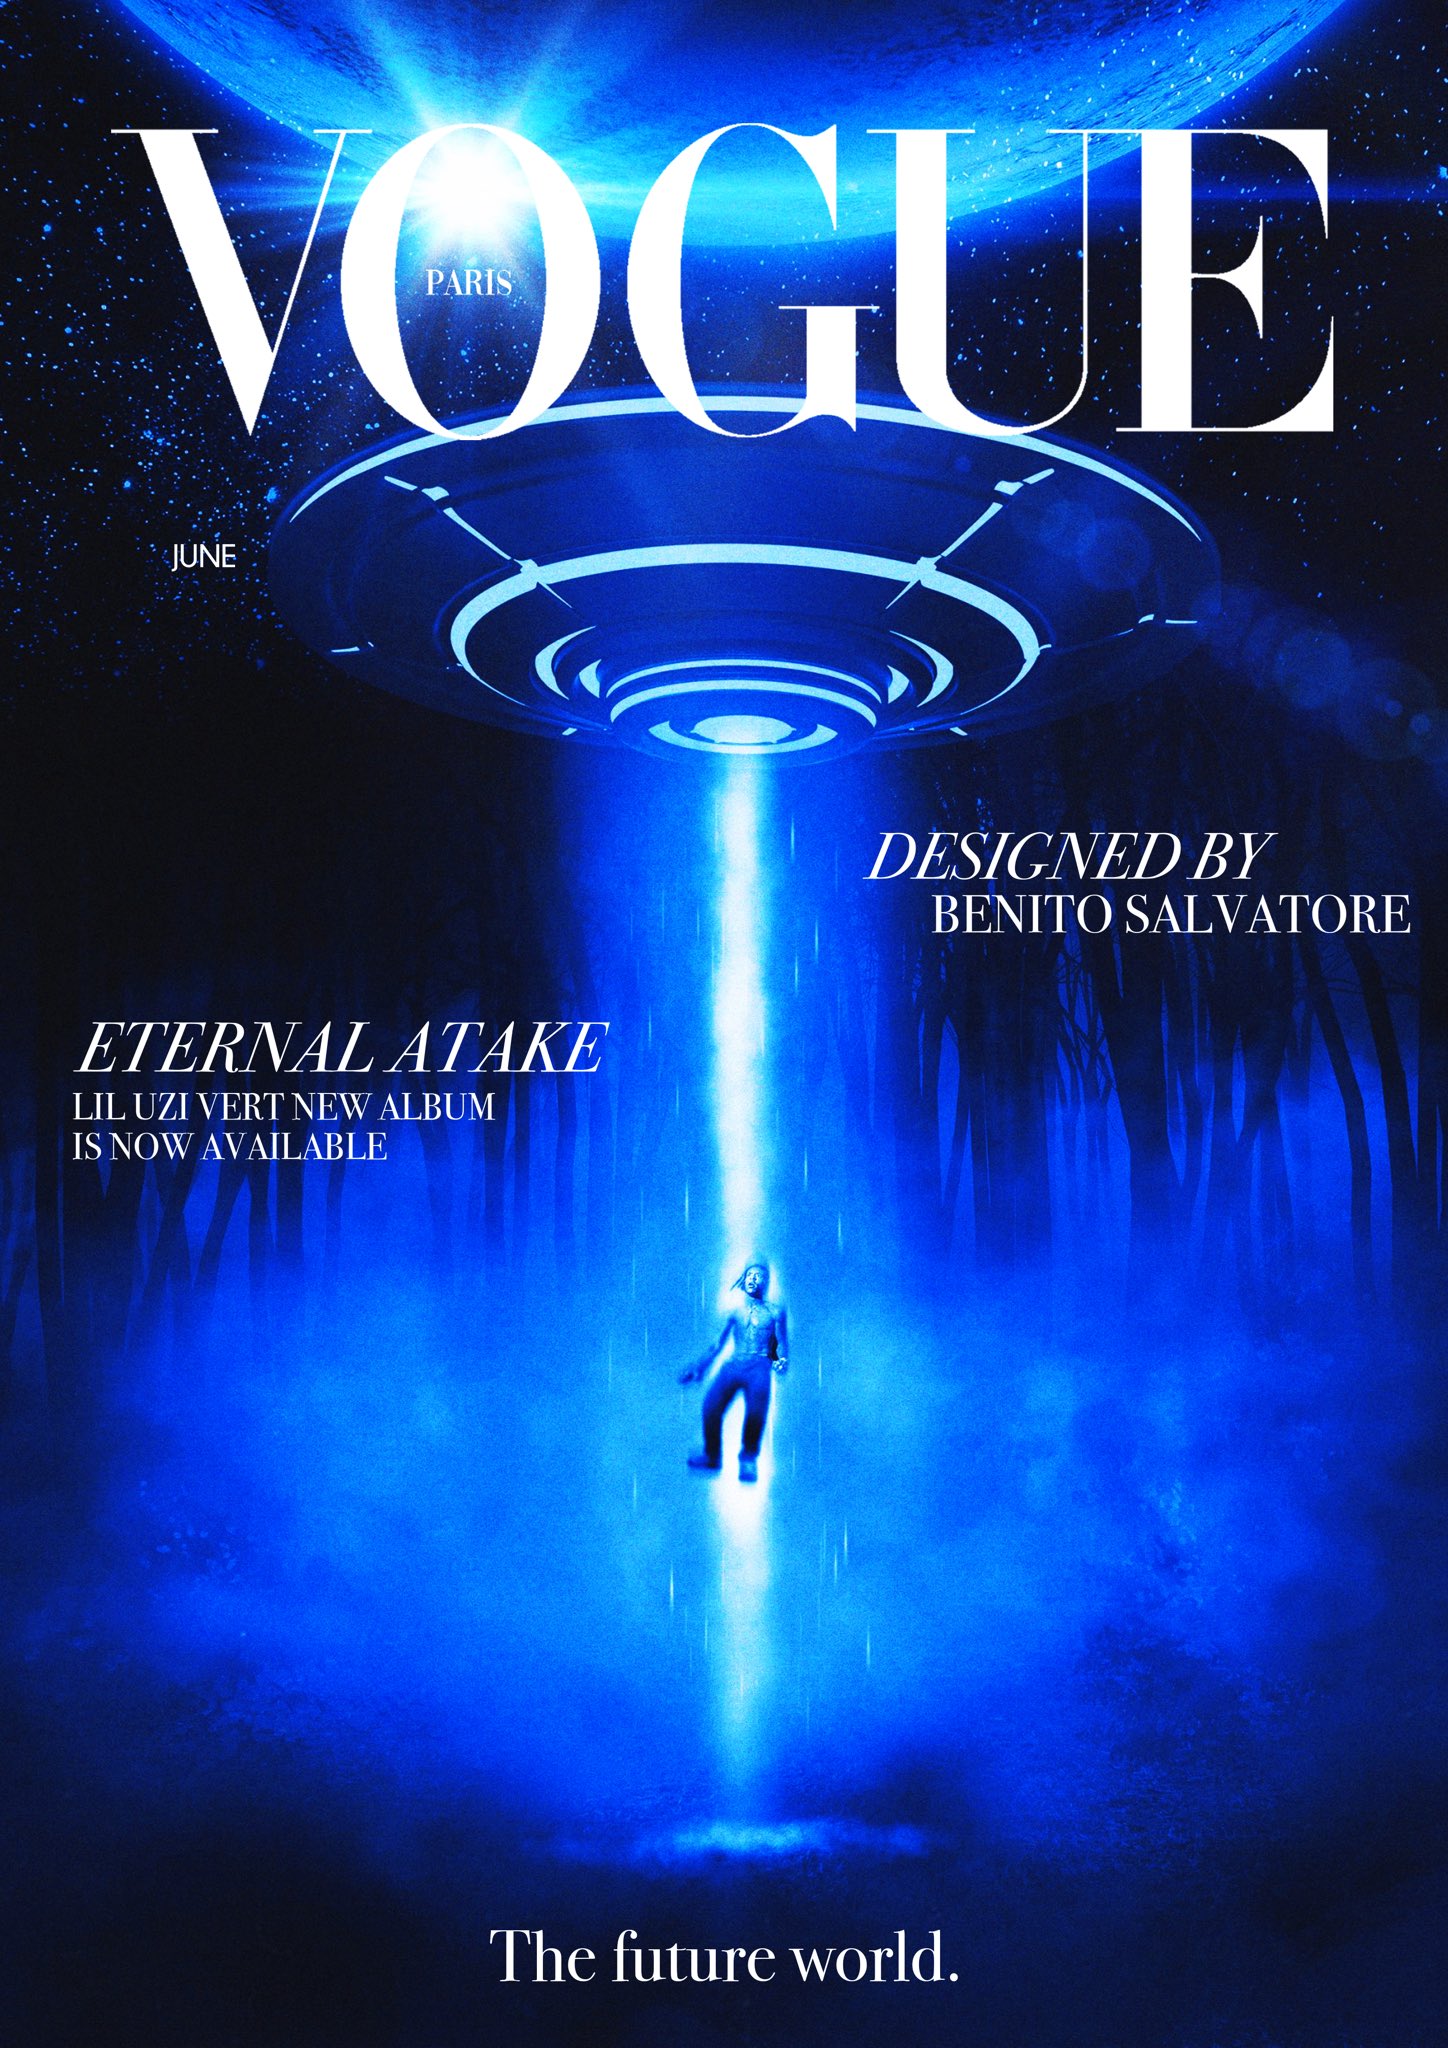 VOGUE
PARIS
JUNE
DESIGNED BY
BENITO SALVATORE
ETERNAL ATAKE
LIL UZI VERT NEW ALBUM
IS NOW AVAILABLE
The future world.